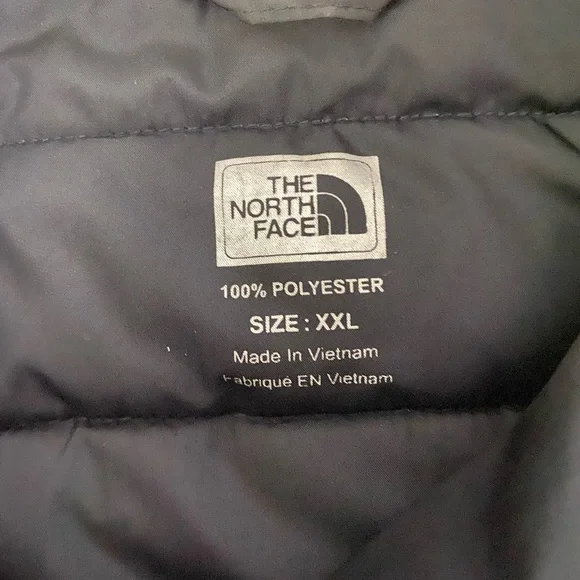 THE
NORTH
FACE
100% POLYESTER
SIZE : XXL
Made In Vietnam
Fabriqué EN Vietnam